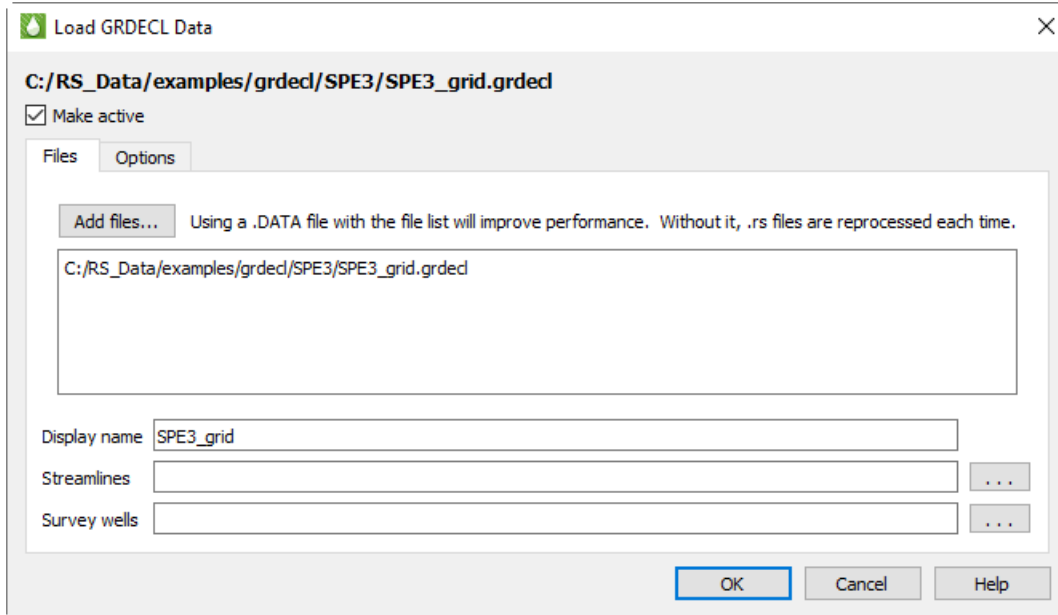 Load GRDECL Data
C:/RS_Data/examples/grdecl/SPE3/SPE3_grid.grdecl
Make active
Files Options
Add files... Using a .DATA file with the file list will improve performance. Without it, .rs files are reprocessed each time.
C:/RS_Data/examples/grdecl/SPE3/SPE3_grid.grdecl
Display name SPE3_grid
Streamlines ...
Survey wells ...
OK Cancel Help